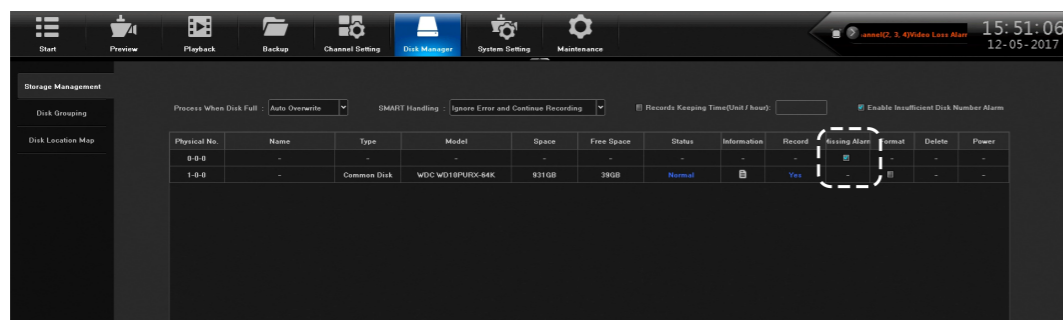 15:51:06
Start Preview Playback Backup Channel Setting Disk Manager System Setting Maintenance
annel(2, 3, 4)Video Loss Alarm
12-05-2017
Storage Management
Disk Grouping
Disk Location Map
Process When Disk Full : Auto Overwrite SMART Handling : Ignore Error and Continue Recording Records Keeping Time(Unit / hour): Enable Insufficient Disk Number Alarm
Physical No. Name Type Model Space Free Space Status Information Record Missing Alarm Format Delete Power
0-0-0 - - - - - - - - - - -
1-0-0 - Common Disk WDC WD10PURX-64K 931GB 39GB Normal Yes - - -